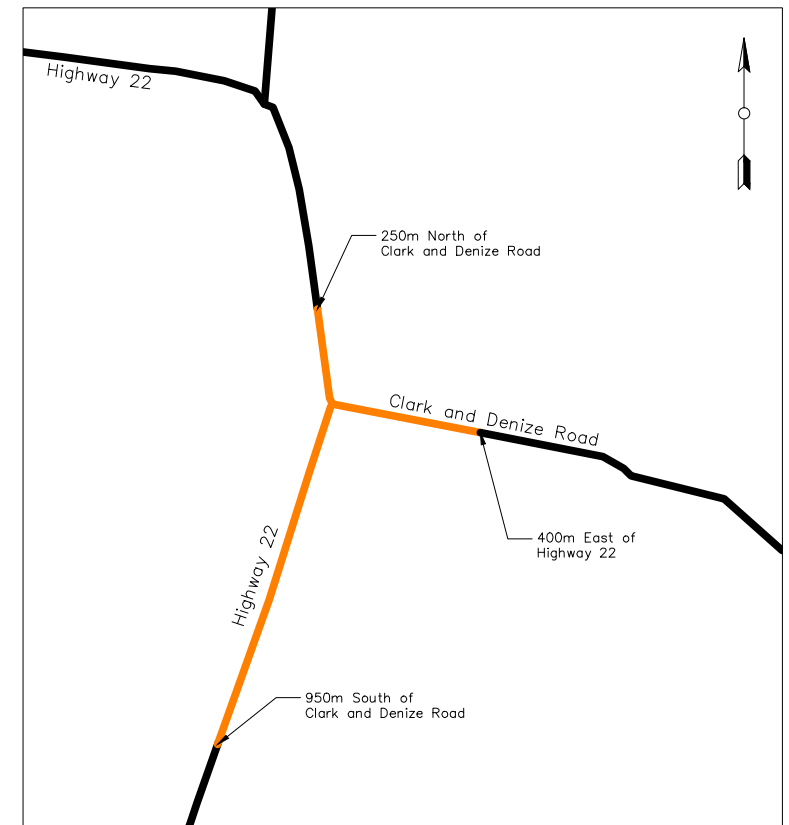 Highway 22
250m North of
Clark and Denize Road
Clark and Denize Road
400m East of
Highway 22
Highway 22
950m South of
Clark and Denize Road